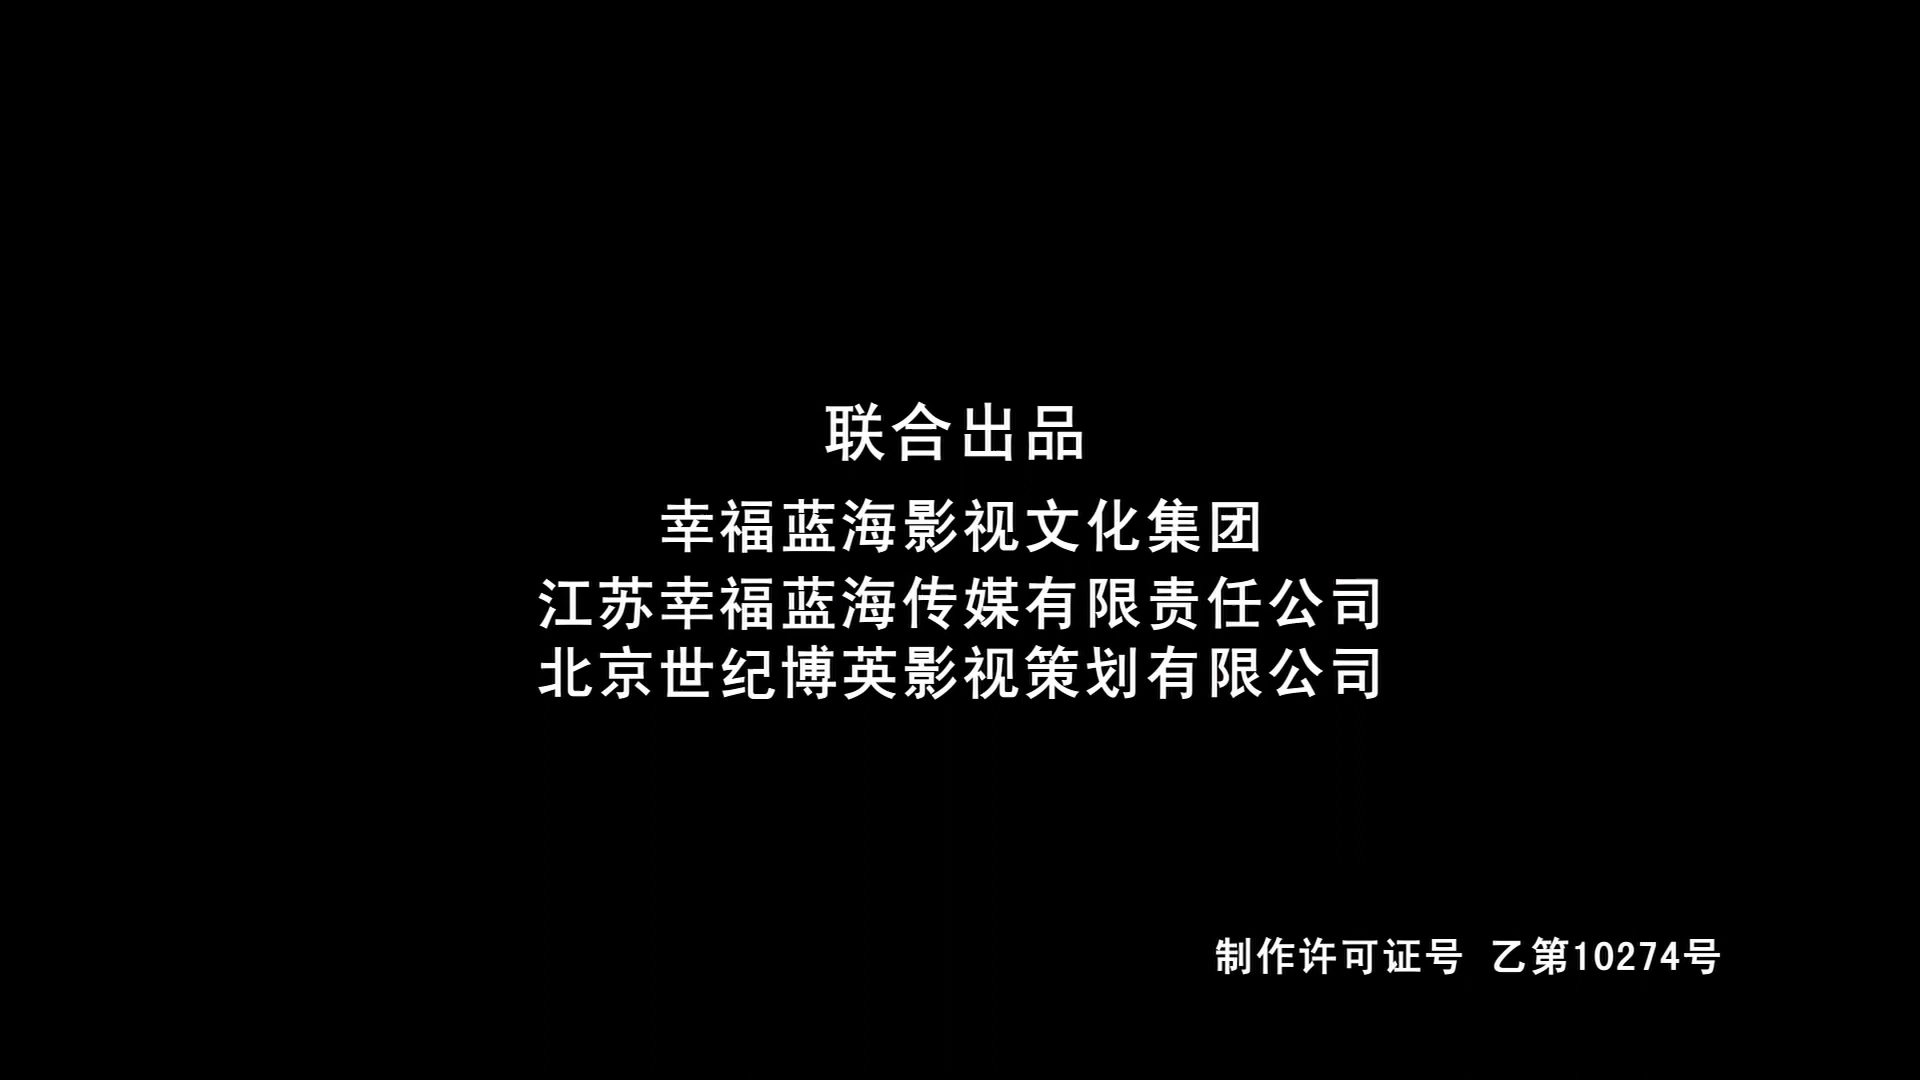 联合出品
幸福蓝海影视文化集团
江苏幸福蓝海传媒有限责任公司
北京世纪博英影视策划有限公司
制作许可证号 乙第10274号